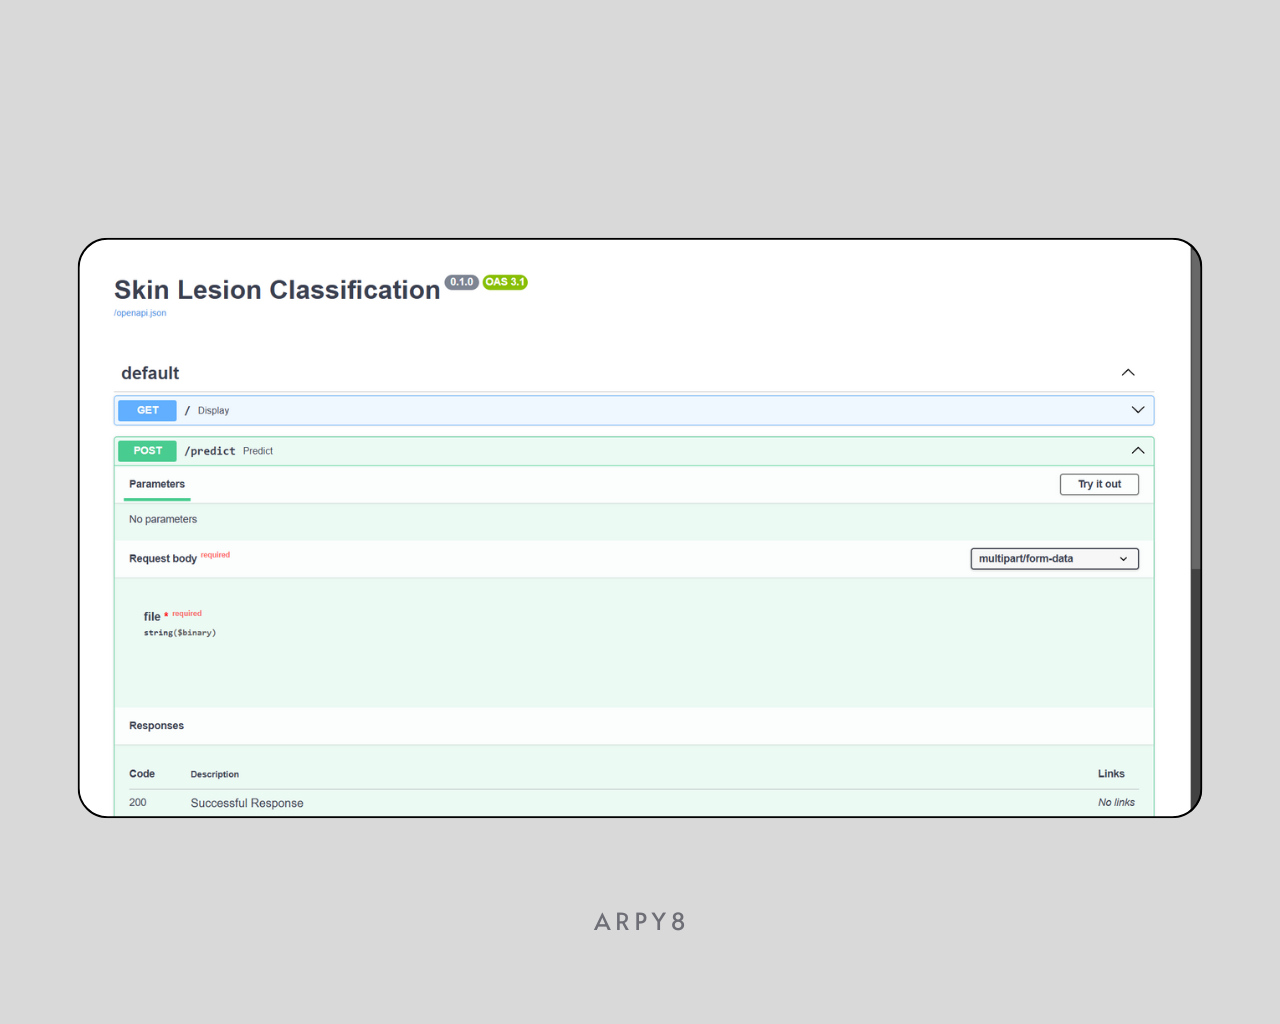 Skin Lesion Classification 0.1.0 OAS 3.1
/openapi.json
default
GET / Display
POST /predict Predict
Parameters Try it out
No parameters
Request body required multipart/form-data
file * required
string($binary)
Responses
Code Description Links
200 Successful Response No links
ARPY8